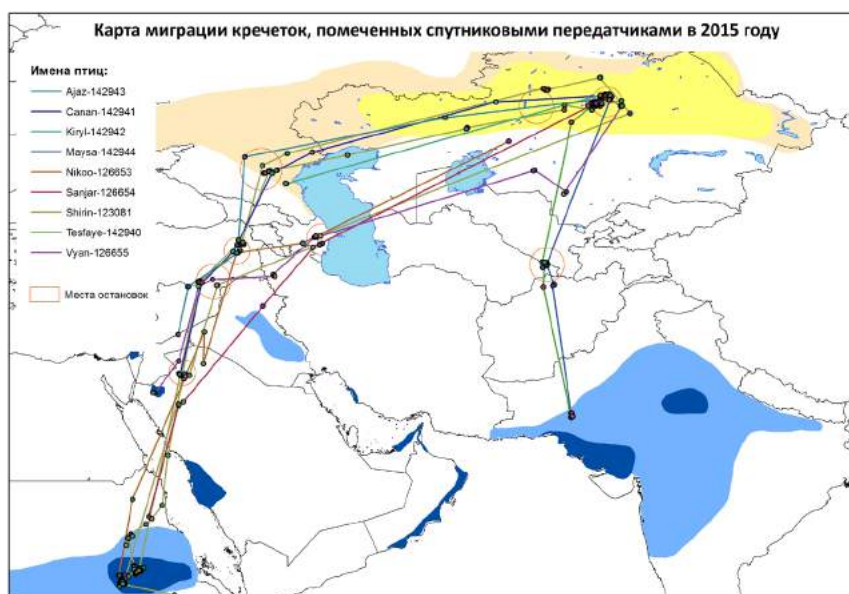 Карта миграции кречеток, помеченных спутниковыми передатчиками в 2015 году
Имена птиц:
Ajaz-142943
Canan-142941
Kiryl-142942
Maysa-142944
Nikoo-126653
Sanjar-126654
Shirin-123081
Tesfaye-142940
Vyan-126655
Места остановок